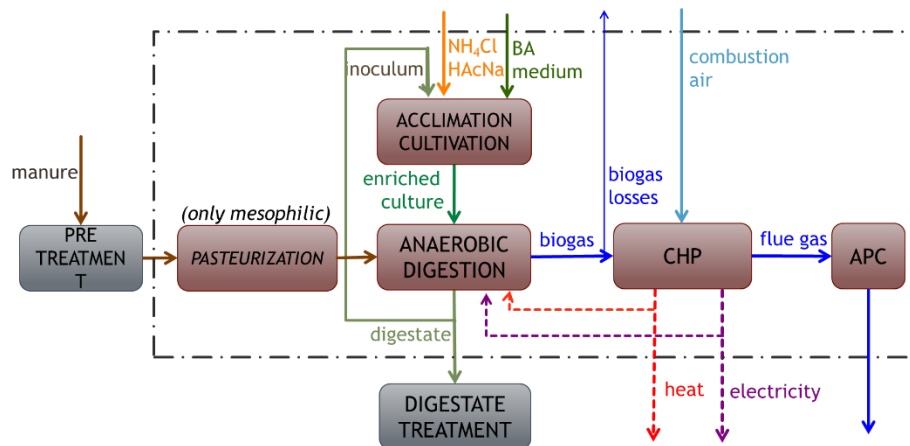 NH₄Cl
HAcNa
BA
medium
inoculum
combustion
air
ACCLIMATION
CULTIVATION
manure
enriched
culture
biogas
losses
(only mesophilic)
PRE
TREATMEN
T
PASTEURIZATION
ANAEROBIC
DIGESTION
biogas
CHP
flue gas
APC
digestate
heat
electricity
DIGESTATE
TREATMENT